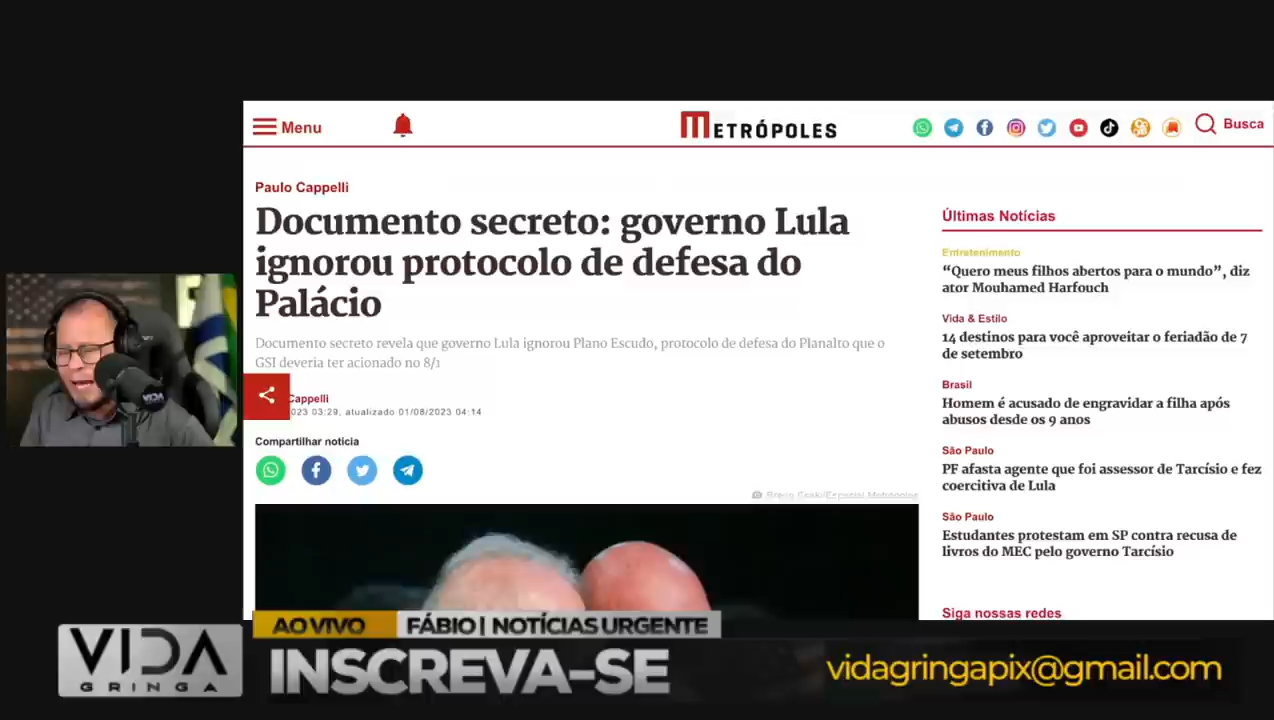 Menu
METRÓPOLES
Busca
Paulo Cappelli
Documento secreto: governo Lula
ignorou protocolo de defesa do
Palácio
Documento secreto revela que governo Lula ignorou Plano Escudo, protocolo de defesa do Planalto que o
GSI deveria ter acionado no 8/1
Cappelli
023 03:29, atualizado 01/08/2023 04:14
Compartilhar notícia
Últimas Notícias
Entretenimento
“Quero meus filhos abertos para o mundo”, diz
ator Mouhamed Harfouch
Vida & Estilo
14 destinos para você aproveitar o feriadão de 7
de setembro
Brasil
Homem é acusado de engravidar a filha após
abusos desde os 9 anos
São Paulo
PF afasta agente que foi assessor de Tarcísio e fez
coercitiva de Lula
São Paulo
Estudantes protestam em SP contra recusa de
livros do MEC pelo governo Tarcísio
Siga nossas redes
AO VIVO
FÁBIO | NOTÍCIAS URGENTE
VIDA
GRINGA
INSCREVA-SE
vidagringapix@gmail.com